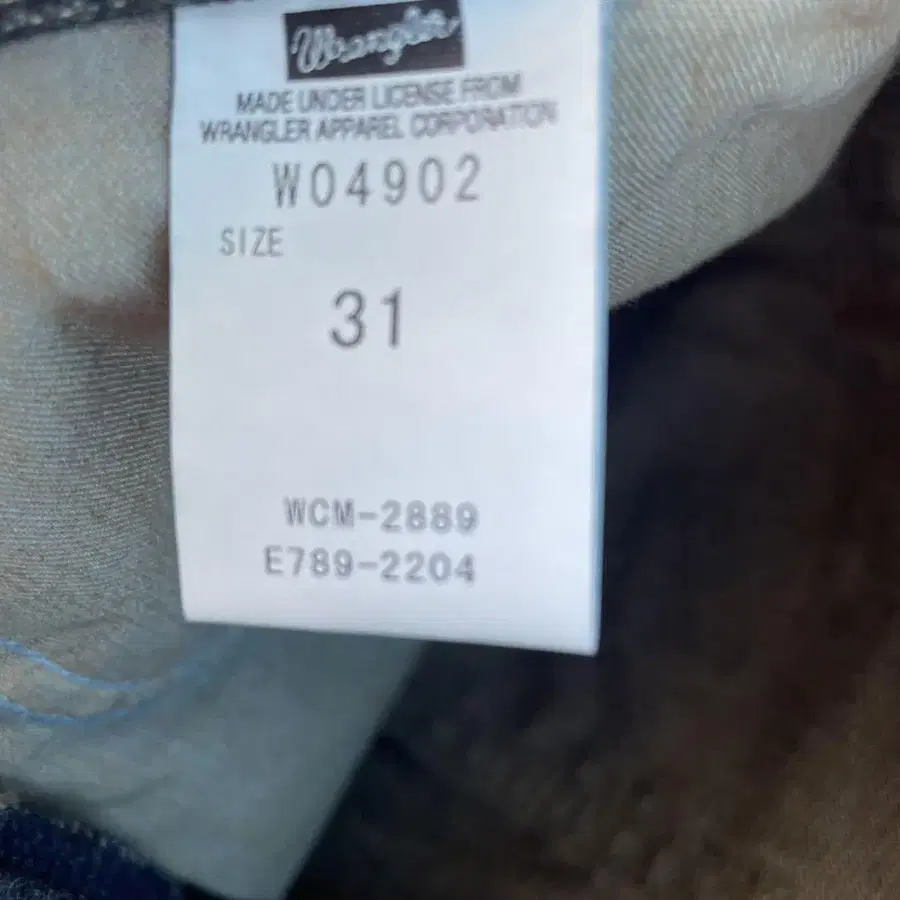 Wrangler
MADE UNDER LICENSE FROM
WRANGLER APPAREL CORPORATION
W04902
SIZE
31
WCM-2889
E789-2204